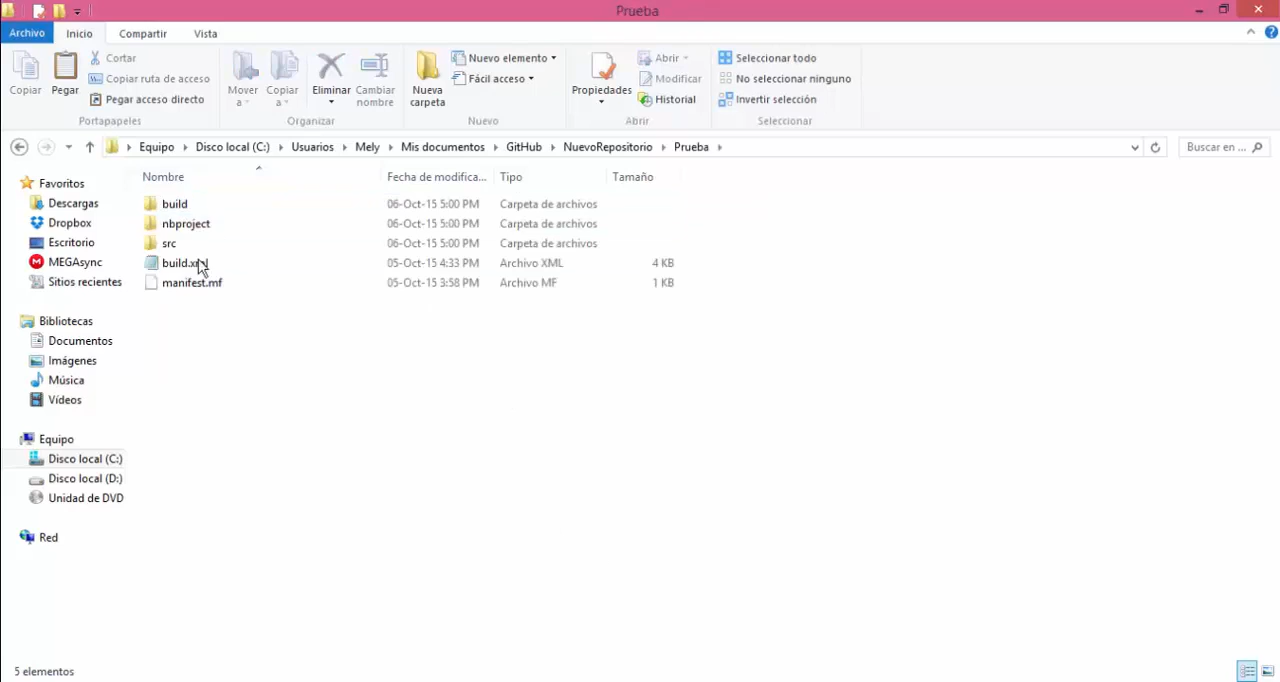 Prueba
Archivo Inicio Compartir Vista
Copiar
Pegar
Cortar
Copiar ruta de acceso
Pegar acceso directo
Portapapeles
Mover a
Copiar a
Eliminar
Cambiar nombre
Organizar
Nueva carpeta
Nuevo elemento
Fácil acceso
Nuevo
Propiedades
Abrir
Modificar
Historial
Abrir
Seleccionar todo
No seleccionar ninguno
Invertir selección
Seleccionar
Equipo Disco local (C:) Usuarios Mely Mis documentos GitHub NuevoRepositorio Prueba
Buscar en ...
Nombre Fecha de modifica... Tipo Tamaño
build 06-Oct-15 5:00 PM Carpeta de archivos
nbproject 06-Oct-15 5:00 PM Carpeta de archivos
src 06-Oct-15 5:00 PM Carpeta de archivos
build.xml 05-Oct-15 4:33 PM Archivo XML 4 KB
manifest.mf 05-Oct-15 3:58 PM Archivo MF 1 KB
Favoritos
Descargas
Dropbox
Escritorio
MEGAsync
Sitios recientes
Bibliotecas
Documentos
Imágenes
Música
Vídeos
Equipo
Disco local (C:)
Disco local (D:)
Unidad de DVD
Red
5 elementos